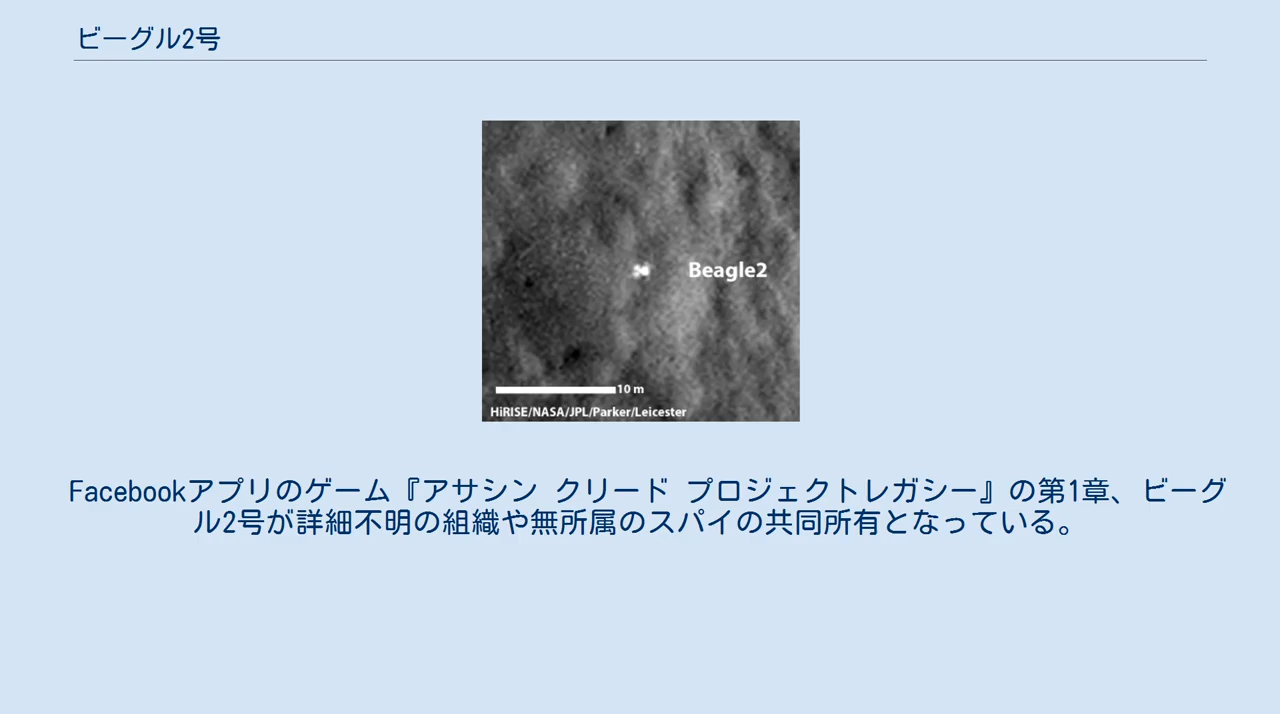 ビーグル2号
Beagle2
10 m
HiRISE/NASA/JPL/Parker/Leicester
Facebookアプリのゲーム『アサシン クリード プロジェクトレガシー』の第1章、ビーグ
ル2号が詳細不明の組織や無所属のスパイの共同所有となっている。